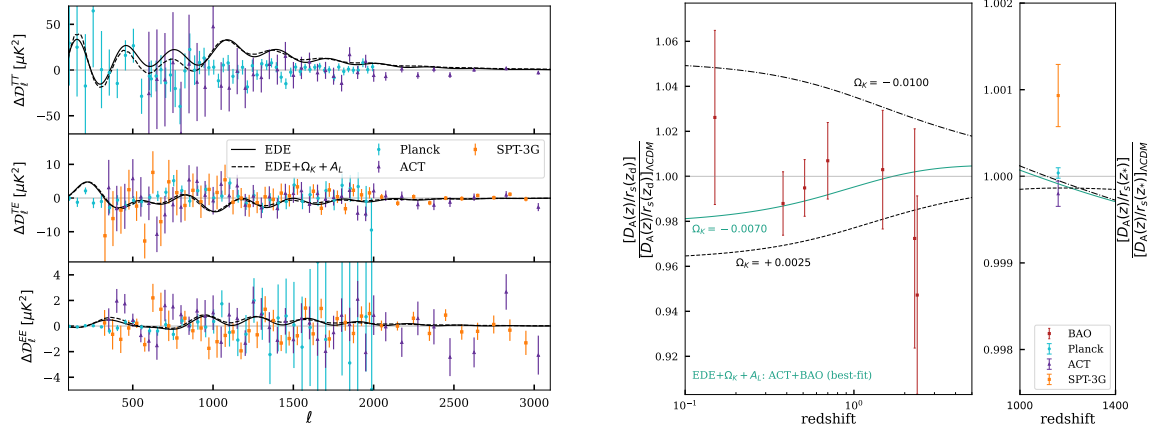 50
0
−50
ΔD_ℓ^TT [μK²]
EDE
EDE+Ω_K + A_L
Planck
ACT
SPT-3G
10
0
−10
ΔD_ℓ^TE [μK²]
4
2
0
−2
−4
ΔD_ℓ^EE [μK²]
500 1000 1500 2000 2500 3000
ℓ
1.06
1.04
1.02
1.00
0.98
0.96
0.94
0.92
[D_A(z)/r_s(z_d)]
[D_A(z)/r_s(z_d)]_ΛCDM
Ω_K = −0.0100
Ω_K = −0.0070
Ω_K = +0.0025
EDE+Ω_K + A_L: ACT+BAO (best-fit)
10⁻¹ 10⁰
redshift
1.002
1.001
1.000
0.999
0.998
BAO
Planck
ACT
SPT-3G
1000 1400
redshift
[D_A(z)/r_s(z_*)]
[D_A(z)/r_s(z_*)]_ΛCDM